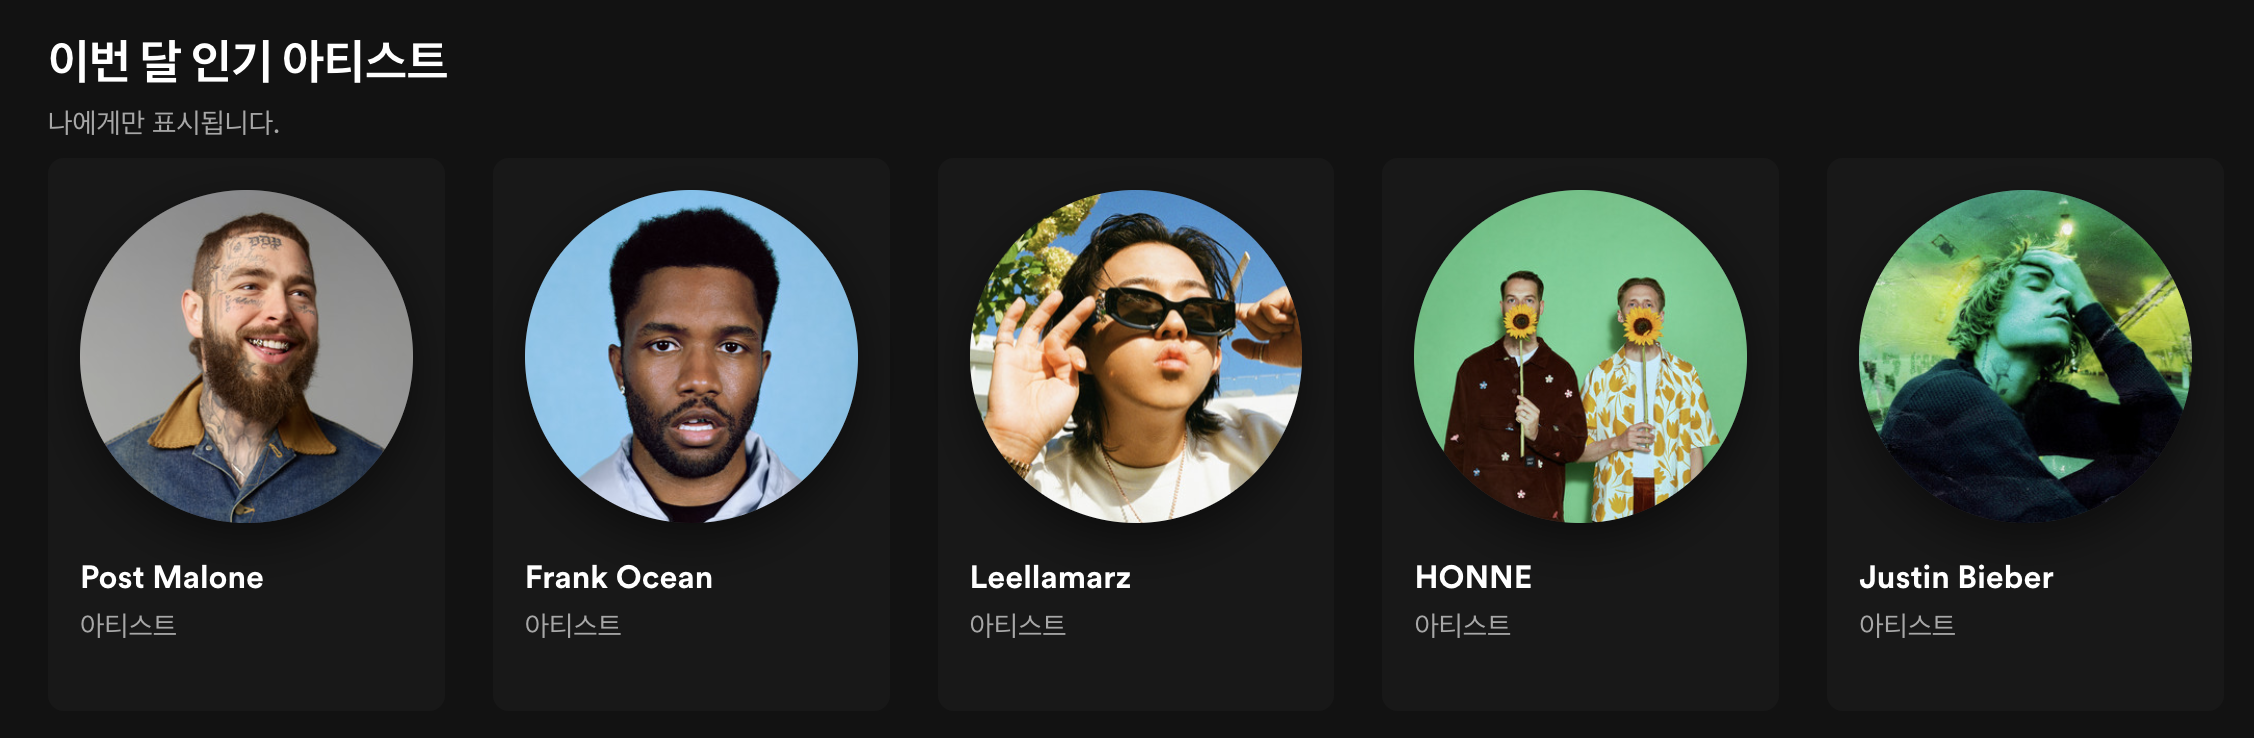 이번 달 인기 아티스트
나에게만 표시됩니다.
Post Malone
아티스트
Frank Ocean
아티스트
Leellamarz
아티스트
HONNE
아티스트
Justin Bieber
아티스트